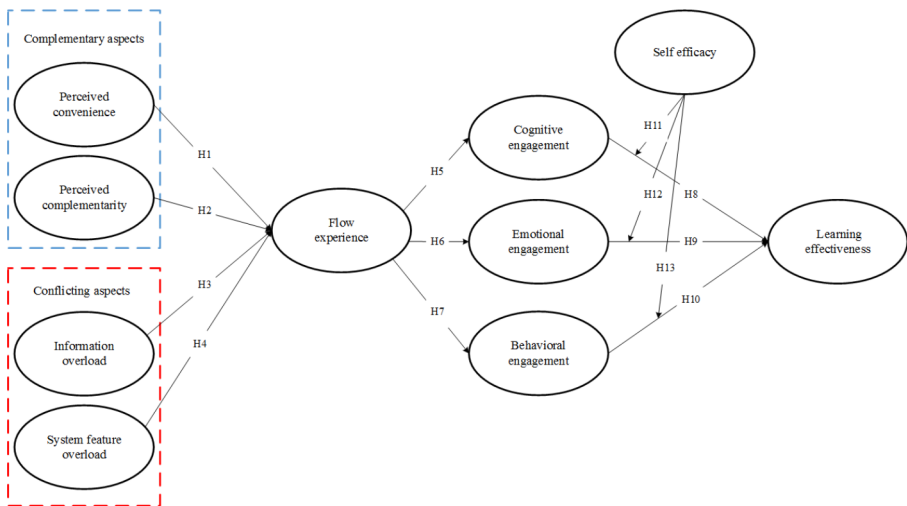 Complementary aspects
Perceived
convenience
Perceived
complementarity
Conflicting aspects
Information
overload
System feature
overload
H1
H2
H3
H4
Flow
experience
H5
H6
H7
Cognitive
engagement
Emotional
engagement
Behavioral
engagement
Self efficacy
H11
H12
H13
H8
H9
H10
Learning
effectiveness